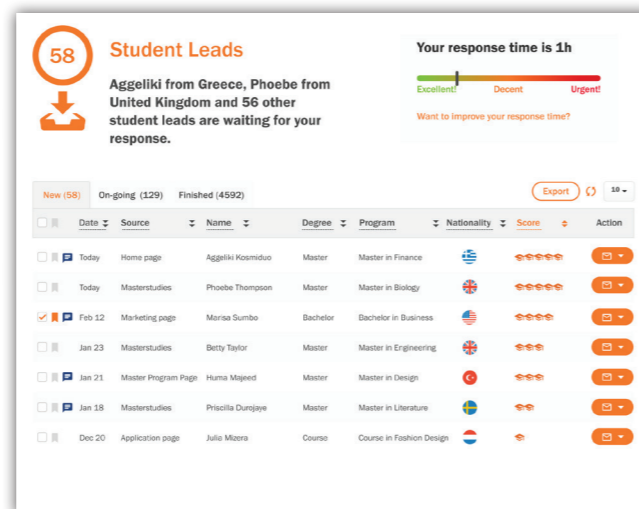 58
Student Leads
Aggeliki from Greece, Phoebe from
United Kingdom and 56 other
student leads are waiting for your
response.
Your response time is 1h
Excellent! Decent Urgent!
Want to improve your response time?
New (58) On-going (129) Finished (4592) Export 10
Date Source Name Degree Program Nationality Score Action
Today Home page Aggeliki Kosmiduo Master Master in Finance
Today Masterstudies Phoebe Thompson Master Master in Biology
Feb 12 Marketing page Marisa Sumbo Bachelor Bachelor in Business
Jan 23 Masterstudies Betty Taylor Master Master in Engineering
Jan 21 Master Program Page Huma Majeed Master Master in Design
Jan 18 Masterstudies Priscilla Durojaye Master Master in Literature
Dec 20 Application page Julia Mizera Course Course in Fashion Design